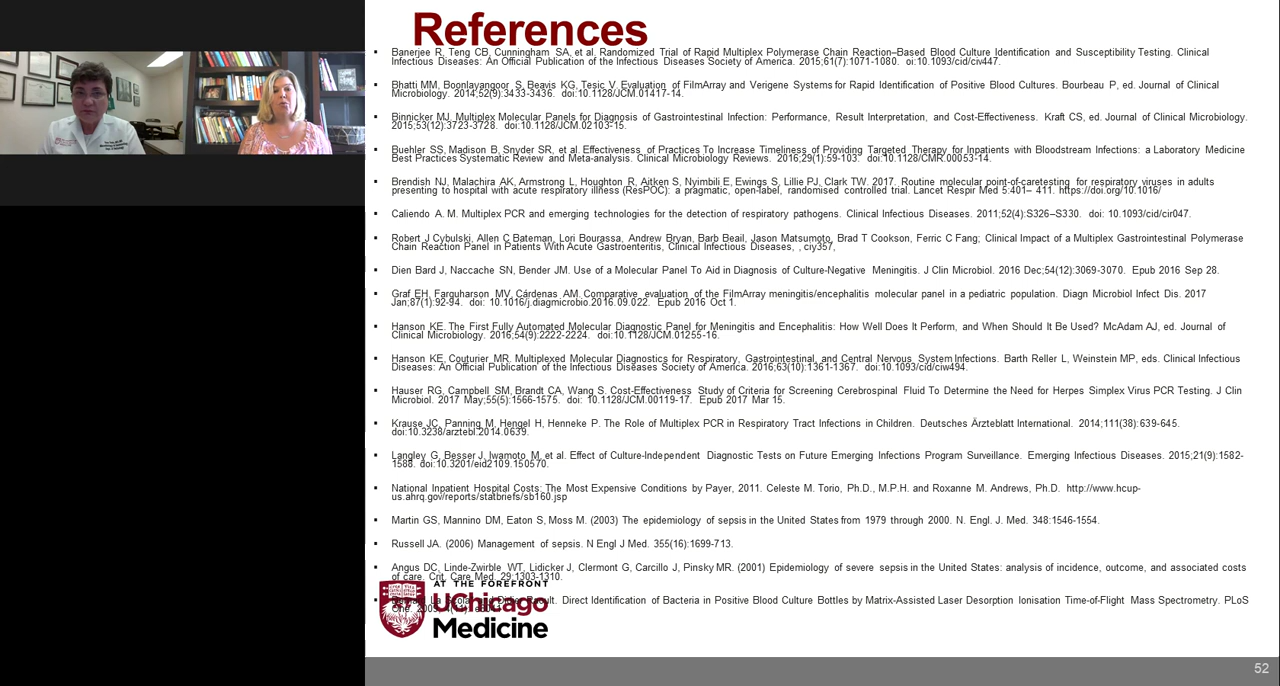 References
▪ Banerjee R, Teng CB, Cunningham SA, et al. Randomized Trial of Rapid Multiplex Polymerase Chain Reaction–Based Blood Culture Identification and Susceptibility Testing. Clinical
Infectious Diseases: An Official Publication of the Infectious Diseases Society of America. 2015;61(7):1071-1080. oi:10.1093/cid/civ447.
▪ Bhatti MM, Boonlayangoor S, Beavis KG, Tesic V. Evaluation of FilmArray and Verigene Systems for Rapid Identification of Positive Blood Cultures. Bourbeau P, ed. Journal of Clinical
Microbiology. 2014;52(9):3433-3436. doi:10.1128/JCM.01417-14.
▪ Binnicker MJ. Multiplex Molecular Panels for Diagnosis of Gastrointestinal Infection: Performance, Result Interpretation, and Cost-Effectiveness. Kraft CS, ed. Journal of Clinical Microbiology.
2015;53(12):3723-3728. doi:10.1128/JCM.02103-15.
▪ Buehler SS, Madison B, Snyder SR, et al. Effectiveness of Practices To Increase Timeliness of Providing Targeted Therapy for Inpatients with Bloodstream Infections: a Laboratory Medicine
Best Practices Systematic Review and Meta-analysis. Clinical Microbiology Reviews. 2016;29(1):59-103. doi:10.1128/CMR.00053-14.
▪ Brendish NJ, Malachira AK, Armstrong L, Houghton R, Aitken S, Nyimbili E, Ewings S, Lillie PJ, Clark TW. 2017. Routine molecular point-of-caretesting for respiratory viruses in adults
presenting to hospital with acute respiratory illness (ResPOC): a pragmatic, open-label, randomised controlled trial. Lancet Respir Med 5:401– 411. https://doi.org/10.1016/
▪ Caliendo A. M. Multiplex PCR and emerging technologies for the detection of respiratory pathogens. Clinical Infectious Diseases. 2011;52(4):S326–S330. doi: 10.1093/cid/cir047.
▪ Robert J Cybulski, Allen C Bateman, Lori Bourassa, Andrew Bryan, Barb Beail, Jason Matsumoto, Brad T Cookson, Ferric C Fang; Clinical Impact of a Multiplex Gastrointestinal Polymerase
Chain Reaction Panel in Patients With Acute Gastroenteritis, Clinical Infectious Diseases, , ciy357,
▪ Dien Bard J, Naccache SN, Bender JM. Use of a Molecular Panel To Aid in Diagnosis of Culture-Negative Meningitis. J Clin Microbiol. 2016 Dec;54(12):3069-3070. Epub 2016 Sep 28.
▪ Graf EH, Farquharson MV, Cárdenas AM. Comparative evaluation of the FilmArray meningitis/encephalitis molecular panel in a pediatric population. Diagn Microbiol Infect Dis. 2017
Jan;87(1):92-94. doi: 10.1016/j.diagmicrobio.2016.09.022. Epub 2016 Oct 1.
▪ Hanson KE. The First Fully Automated Molecular Diagnostic Panel for Meningitis and Encephalitis: How Well Does It Perform, and When Should It Be Used? McAdam AJ, ed. Journal of
Clinical Microbiology. 2016;54(9):2222-2224. doi:10.1128/JCM.01255-16.
▪ Hanson KE, Couturier MR. Multiplexed Molecular Diagnostics for Respiratory, Gastrointestinal, and Central Nervous System Infections. Barth Reller L, Weinstein MP, eds. Clinical Infectious
Diseases: An Official Publication of the Infectious Diseases Society of America. 2016;63(10):1361-1367. doi:10.1093/cid/ciw494.
▪ Hauser RG, Campbell SM, Brandt CA, Wang S. Cost-Effectiveness Study of Criteria for Screening Cerebrospinal Fluid To Determine the Need for Herpes Simplex Virus PCR Testing. J Clin
Microbiol. 2017 May;55(5):1566-1575. doi: 10.1128/JCM.00119-17. Epub 2017 Mar 15.
▪ Krause JC, Panning M, Hengel H, Henneke P. The Role of Multiplex PCR in Respiratory Tract Infections in Children. Deutsches Ärzteblatt International. 2014;111(38):639-645.
doi:10.3238/arztebl.2014.0639.
▪ Langley G, Besser J, Iwamoto M, et al. Effect of Culture-Independent Diagnostic Tests on Future Emerging Infections Program Surveillance. Emerging Infectious Diseases. 2015;21(9):1582-
1588. doi:10.3201/eid2109.150570.
▪ National Inpatient Hospital Costs: The Most Expensive Conditions by Payer, 2011. Celeste M. Torio, Ph.D., M.P.H. and Roxanne M. Andrews, Ph.D. http://www.hcup-
us.ahrq.gov/reports/statbriefs/sb160.jsp
▪ Martin GS, Mannino DM, Eaton S, Moss M. (2003) The epidemiology of sepsis in the United States from 1979 through 2000. N. Engl. J. Med. 348:1546-1554.
▪ Russell JA. (2006) Management of sepsis. N Engl J Med. 355(16):1699-713.
▪ Angus DC, Linde-Zwirble WT, Lidicker J, Clermont G, Carcillo J, Pinsky MR. (2001) Epidemiology of severe sepsis in the United States: analysis of incidence, outcome, and associated costs
of care. Crit. Care Med. 29:1303-1310.
▪ La Scola and Didier Raoult. Direct Identification of Bacteria in Positive Blood Culture Bottles by Matrix-Assisted Laser Desorption Ionisation Time-of-Flight Mass Spectrometry. PLoS
One. 2009;
AT THE FOREFRONT
UChicago
Medicine
52